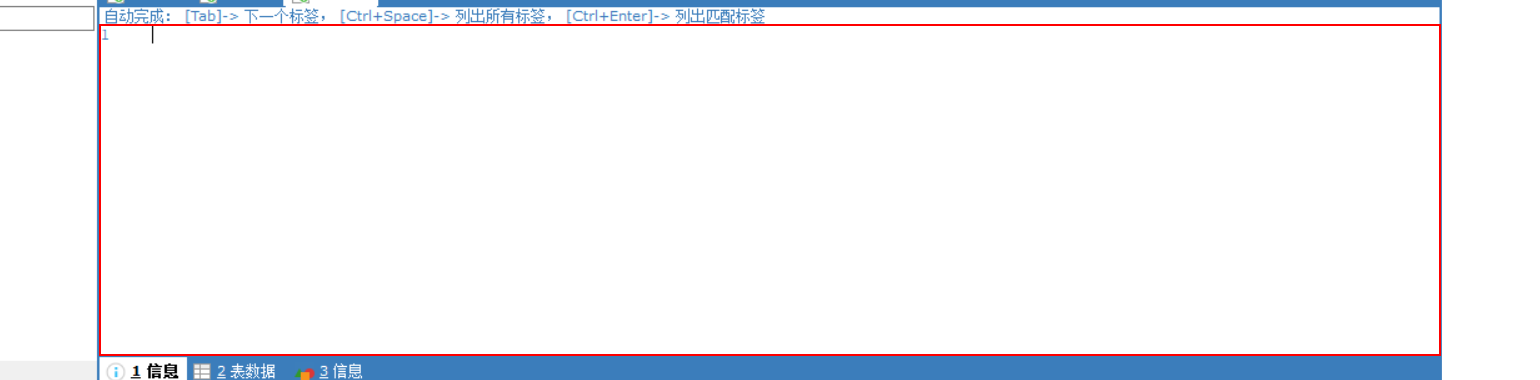 自动完成: [Tab]-> 下一个标签, [Ctrl+Space]-> 列出所有标签, [Ctrl+Enter]-> 列出匹配标签
1
1 信息 2 表数据 3 信息